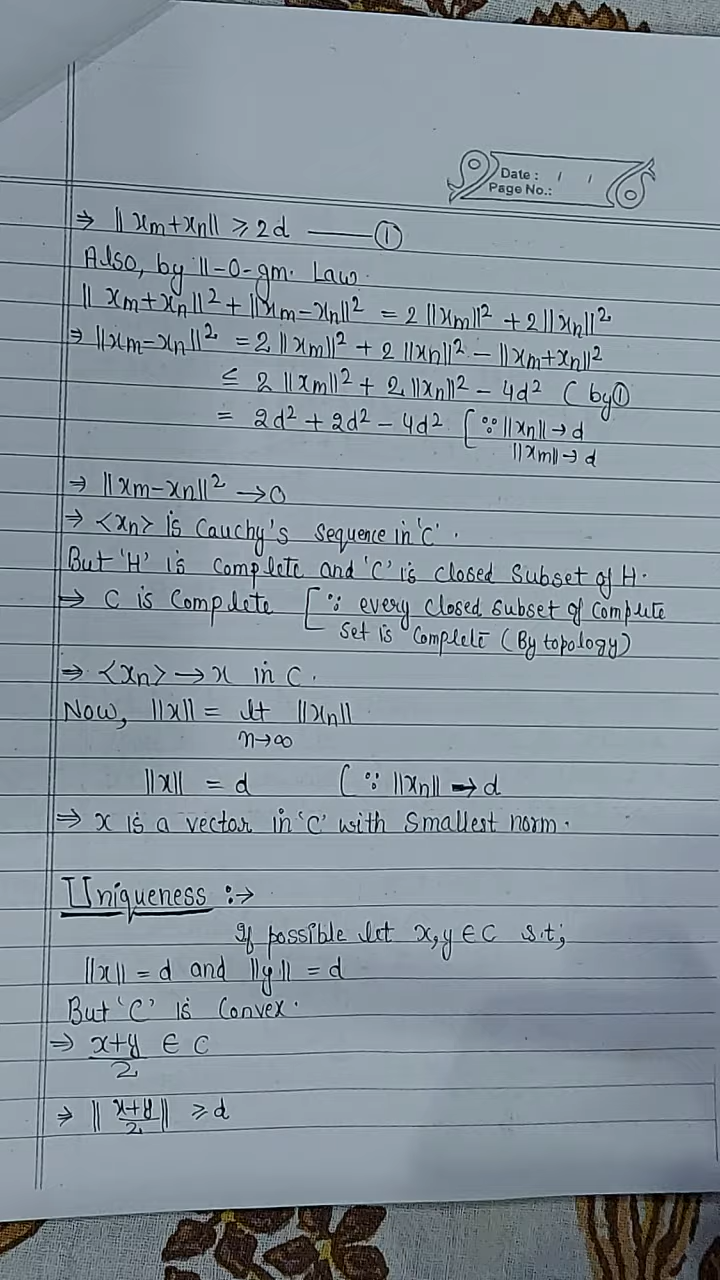 Date : / /
Page No.:
⇒ ||xm+xn|| ≥ 2d —— ①
Also, by ||-o-gm. Law.
||xm+xn||² + ||xm−xn||² = 2||xm||² + 2||xn||²
⇒ ||xm−xn||² = 2||xm||² + 2||xn||² − ||xm+xn||²
≤ 2||xm||² + 2||xn||² − 4d² ( by ①
= 2d² + 2d² − 4d² [ ∵ ||xn|| → d
||xm|| → d
⇒ ||xm−xn||² → 0
⇒ <xn> is Cauchy's Sequence in 'C'.
But 'H' is Complete and 'C' is closed Subset of H.
⇒ C is Complete [ ∵ every closed subset of Complete
Set is Complete (By topology)
⇒ <xn> → x in C.
Now, ||x|| = lt ||xn||
n→∞
||x|| = d ( ∵ ||xn|| → d
⇒ x is a vector in 'C' with Smallest norm.
Uniqueness :→
If possible let x,y ∈ C s.t;
||x|| = d and ||y|| = d
But 'C' is Convex.
⇒ x+y/2 ∈ C
⇒ ||x+y/2|| ≥ d